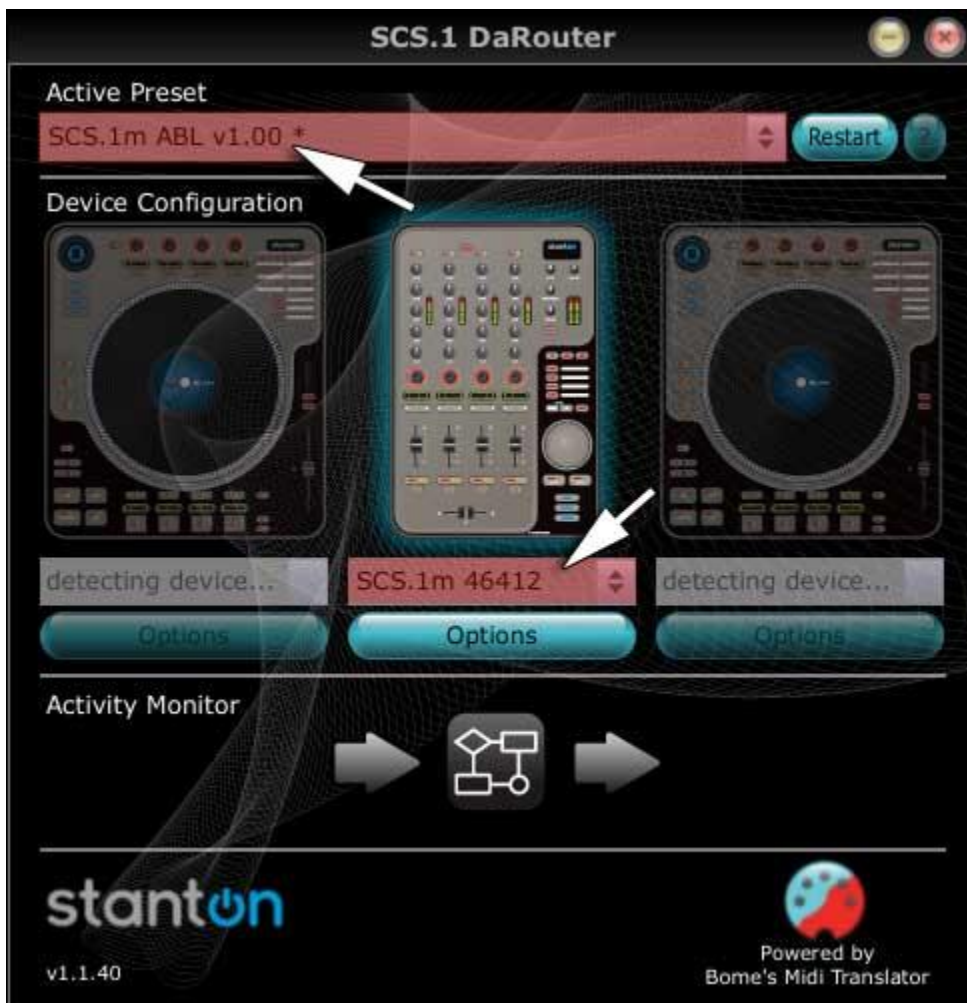 SCS.1 DaRouter
Active Preset
SCS.1m ABL v1.00 *
Restart
?
Device Configuration
detecting device...
SCS.1m 46412
detecting device...
Options
Options
Options
Activity Monitor
stanton
v1.1.40
Powered by
Bome's Midi Translator